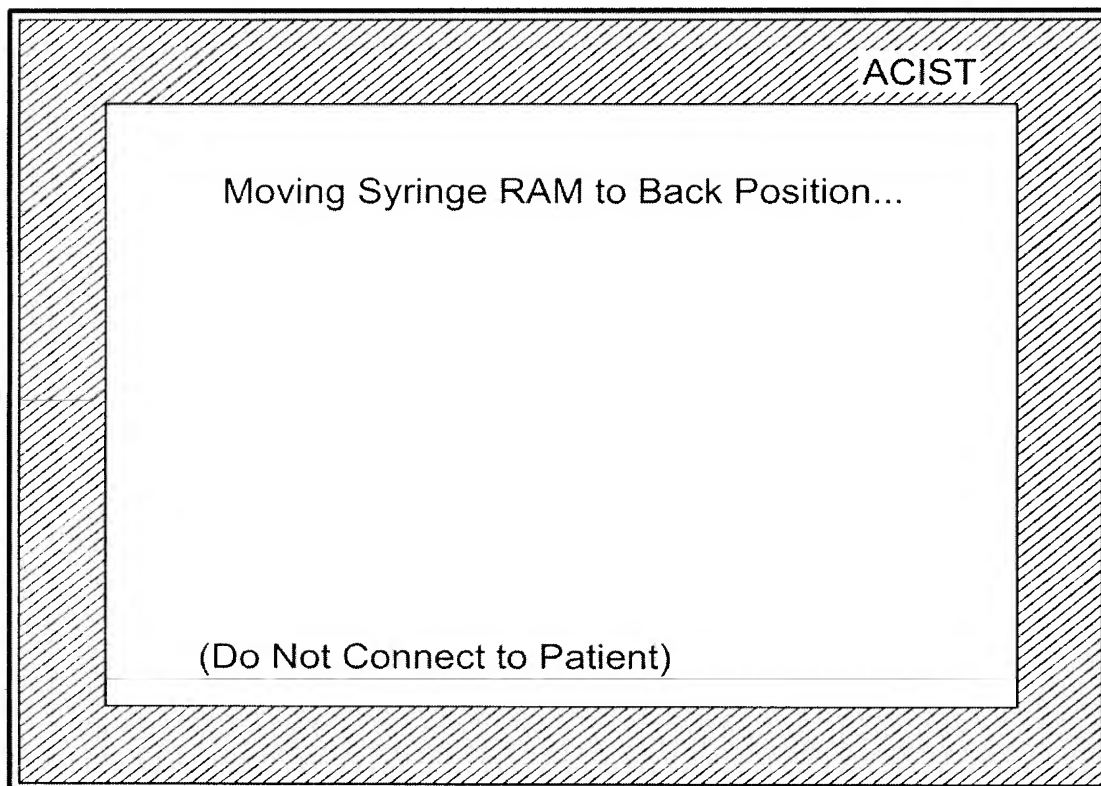 ACIST
Moving Syringe RAM to Back Position...
(Do Not Connect to Patient)